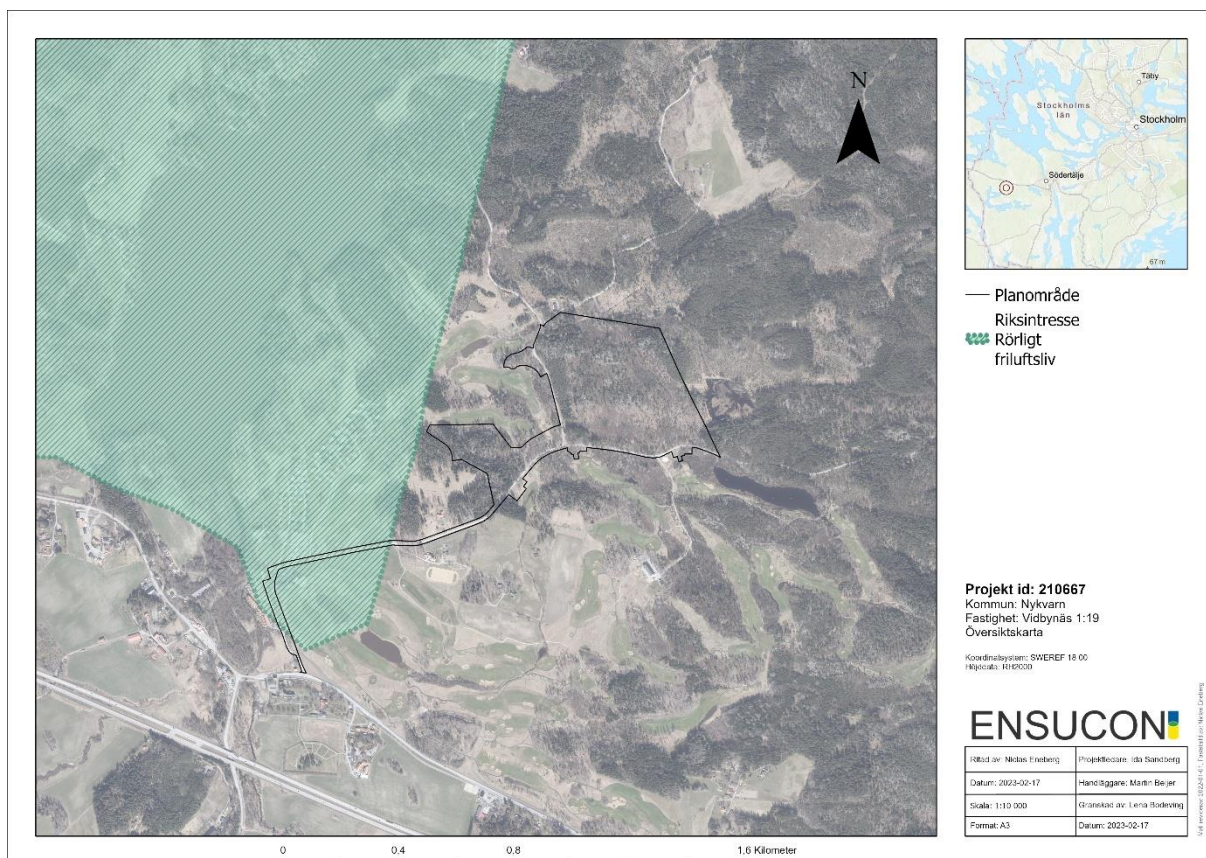 N
Täby
Stockholms
län
Stockholm
Södertälje
67 m
Planområde
Riksintresse
Rörligt
friluftsliv
Projekt id: 210667
Kommun: Nykvarn
Fastighet: Vidbynäs 1:19
Översiktskarta
Koordinatsystem: SWEREF 18 00
Höjddata: RH2000
ENSUCON
Ritad av: Niclas Eneberg
Projektledare: Ida Sandberg
Datum: 2023-02-17
Handläggare: Martin Beijer
Skala: 1:10 000
Granskad av: Lena Bodeving
Format: A3
Datum: 2023-02-17
0 0.4 0.8 1,6 Kilometer